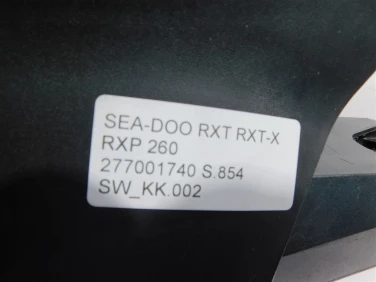 SEA-DOO RXT RXT-X
RXP 260
277001740 S.854
SW_KK.002